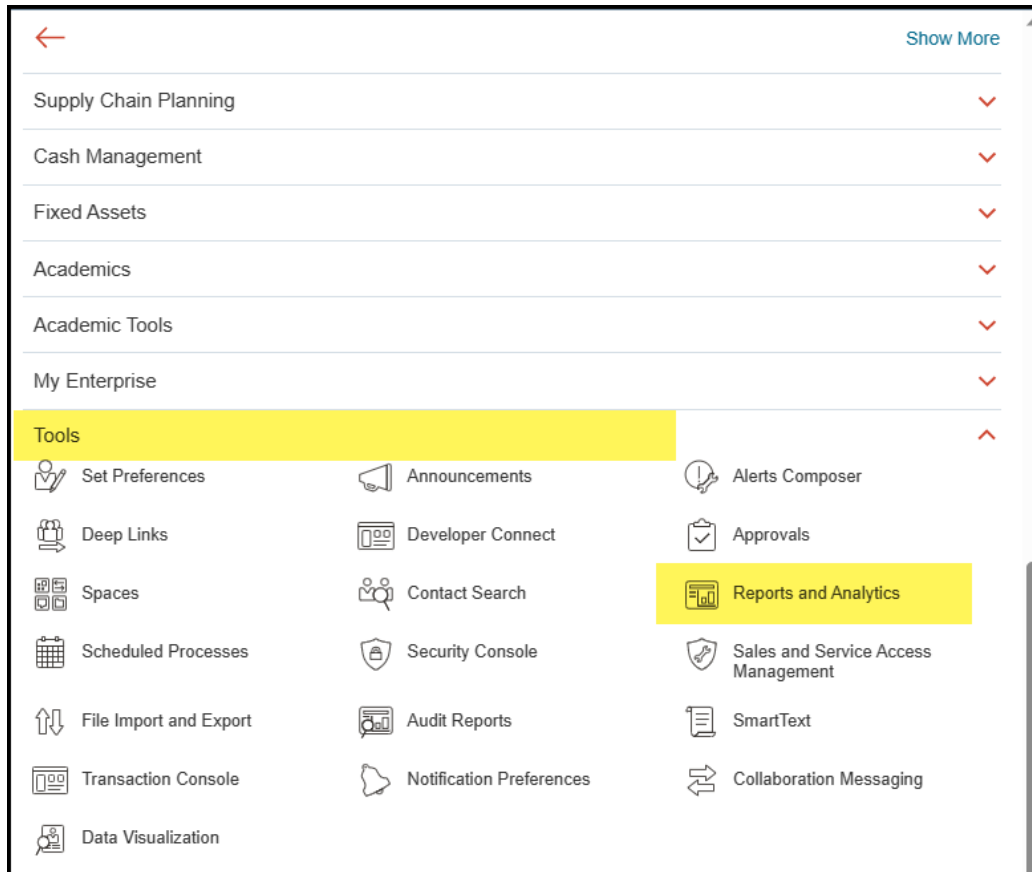 Show More
Supply Chain Planning
Cash Management
Fixed Assets
Academics
Academic Tools
My Enterprise
Tools
Set Preferences
Announcements
Alerts Composer
Deep Links
Developer Connect
Approvals
Spaces
Contact Search
Reports and Analytics
Scheduled Processes
Security Console
Sales and Service Access
Management
File Import and Export
Audit Reports
SmartText
Transaction Console
Notification Preferences
Collaboration Messaging
Data Visualization